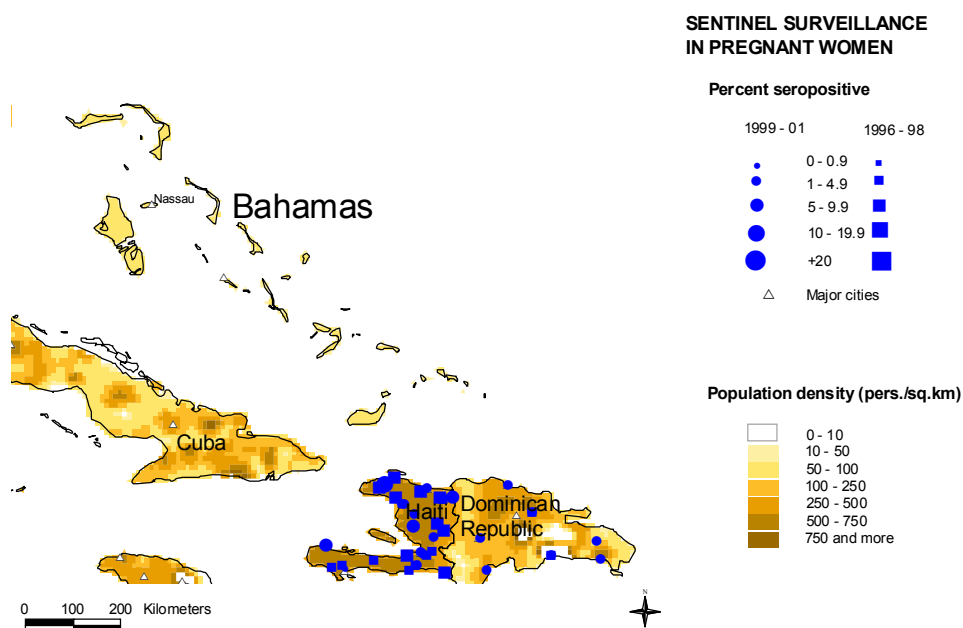 SENTINEL SURVEILLANCE
IN PREGNANT WOMEN
Percent seropositive
1999 - 01 1996 - 98
0 - 0.9
1 - 4.9
5 - 9.9
10 - 19.9
+20
Major cities
Nassau
Bahamas
Population density (pers./sq.km)
0 - 10
10 - 50
50 - 100
100 - 250
250 - 500
500 - 750
750 and more
Cuba
Haiti
Dominican
Republic
0 100 200 Kilometers
N